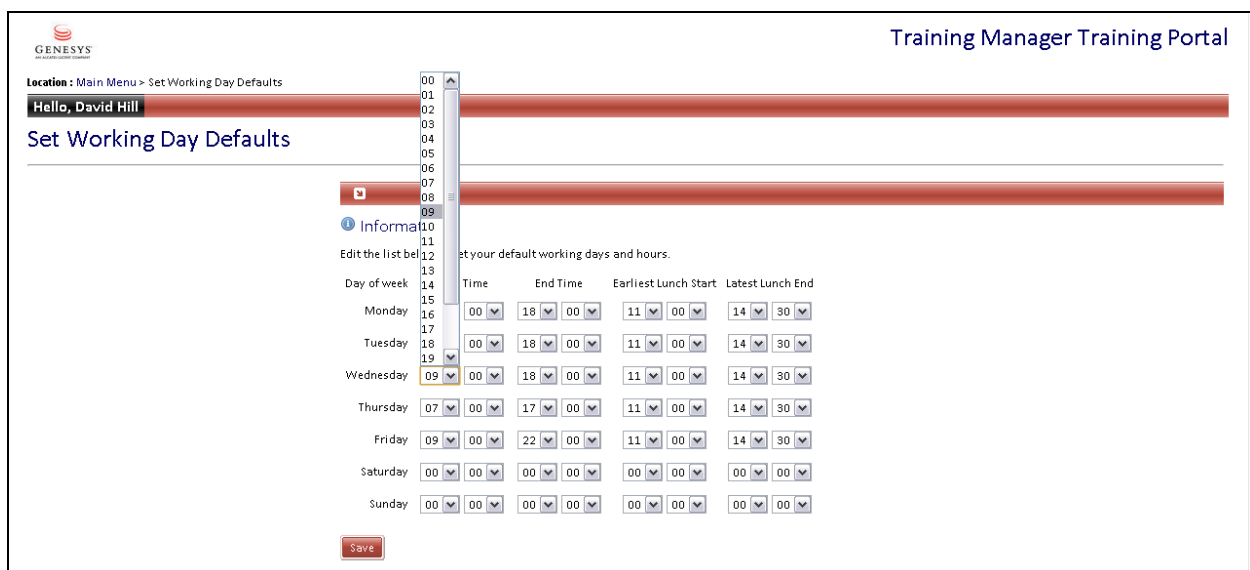 GENESYS
AN ALCATEL-LUCENT COMPANY
Training Manager Training Portal
Location : Main Menu > Set Working Day Defaults
Hello, David Hill
Set Working Day Defaults
00
01
02
03
04
05
06
07
08
09
10
11
12
13
14
15
16
17
18
19
Informat
Edit the list bel et your default working days and hours.
Day of week Time End Time Earliest Lunch Start Latest Lunch End
Monday 00 18 00 11 00 14 30
Tuesday 00 18 00 11 00 14 30
Wednesday 09 00 18 00 11 00 14 30
Thursday 07 00 17 00 11 00 14 30
Friday 09 00 22 00 11 00 14 30
Saturday 00 00 00 00 00 00 00 00
Sunday 00 00 00 00 00 00 00 00
Save